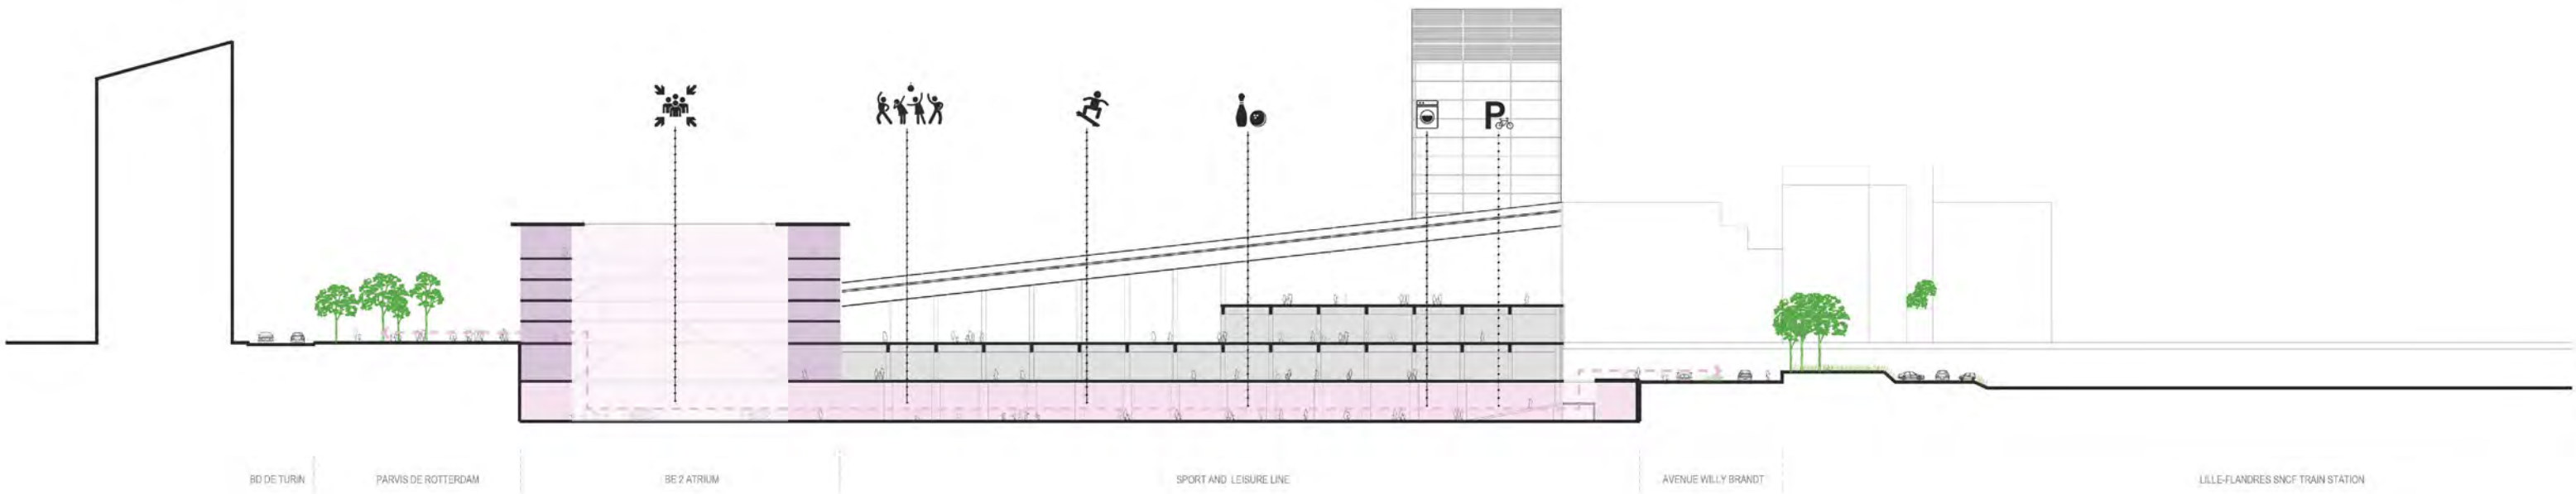 P
BD DE TURIN
PARVIS DE ROTTERDAM
BE 2 ATRIUM
SPORT AND LEISURE LINE
AVENUE WILLY BRANDT
LILLE-FLANDRES SNCF TRAIN STATION